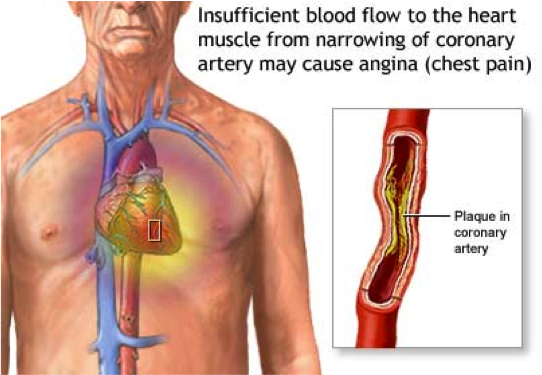 Insufficient blood flow to the heart
muscle from narrowing of coronary
artery may cause angina (chest pain)
Plaque in
coronary
artery